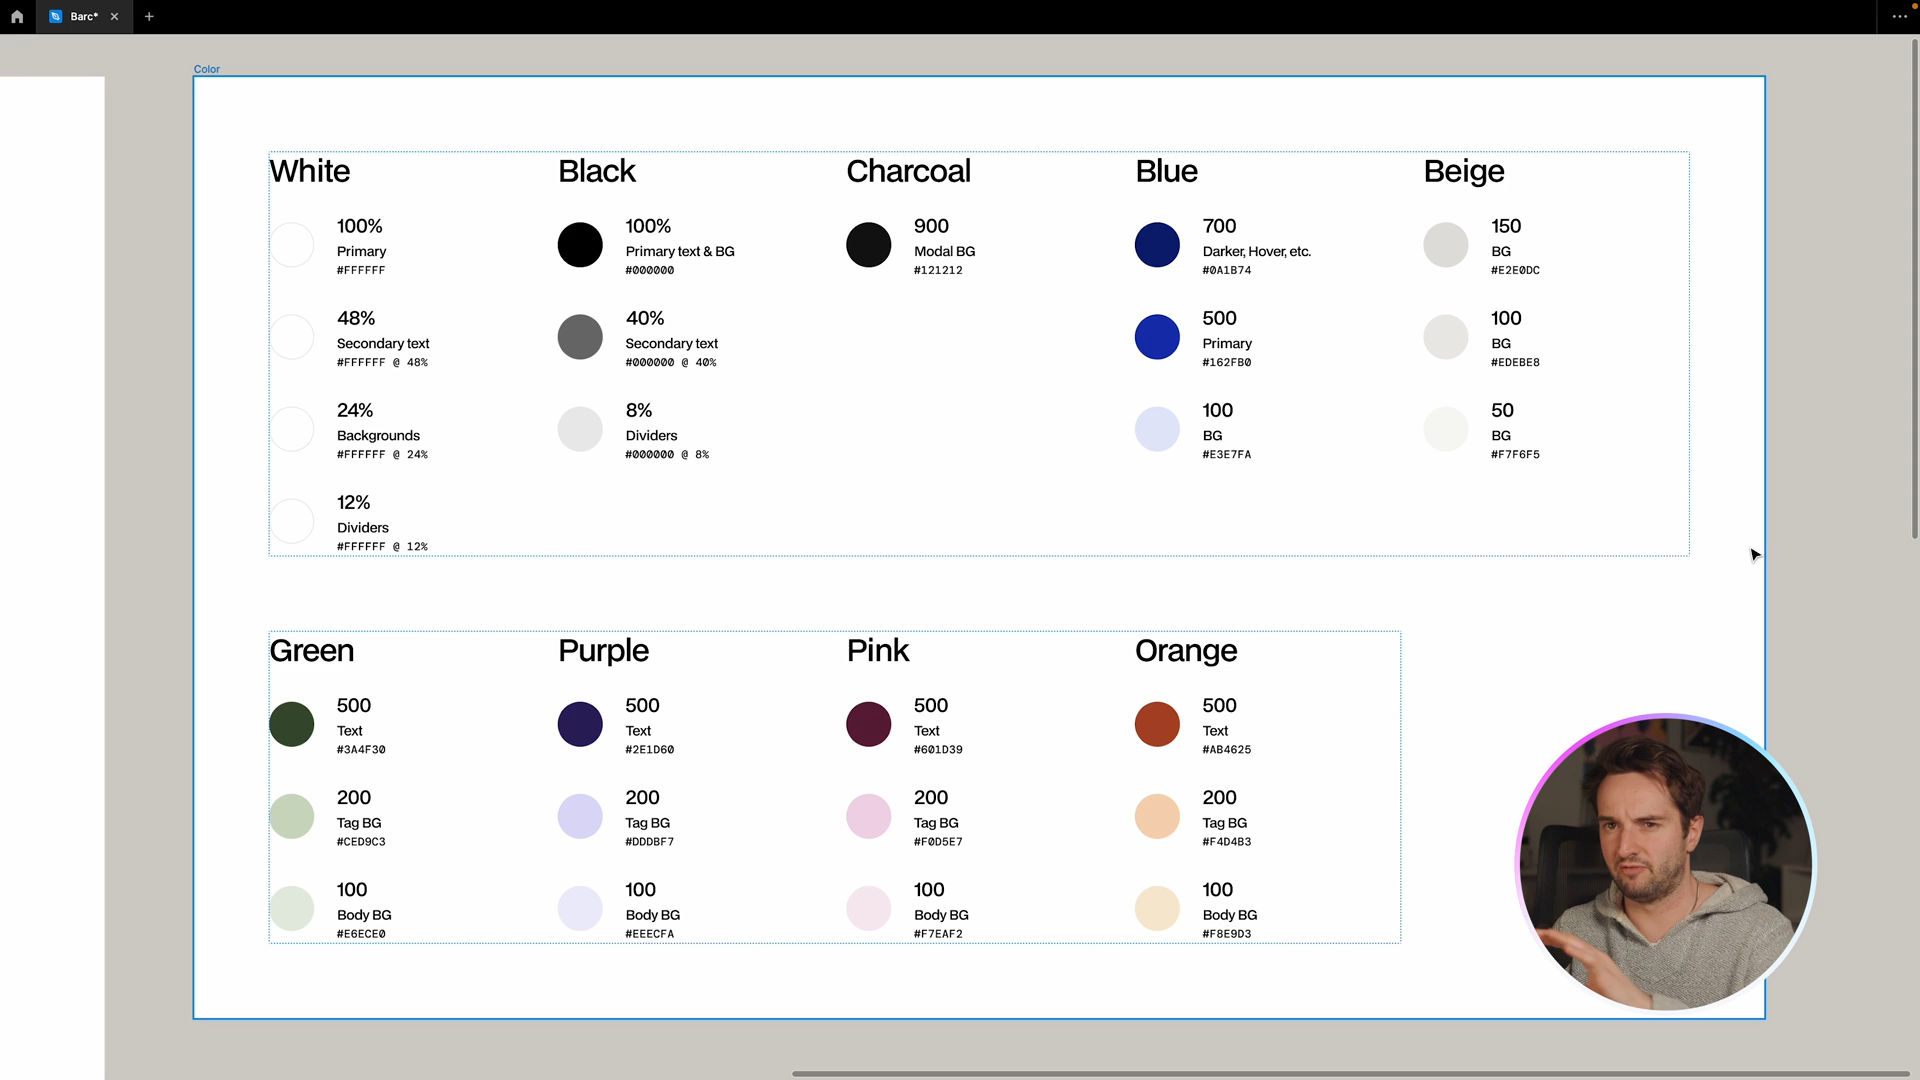 Barc*
Color
White
100%
Primary
#FFFFFF
48%
Secondary text
#FFFFFF @ 48%
24%
Backgrounds
#FFFFFF @ 24%
12%
Dividers
#FFFFFF @ 12%
Black
100%
Primary text & BG
#000000
40%
Secondary text
#000000 @ 40%
8%
Dividers
#000000 @ 8%
Charcoal
900
Modal BG
#121212
Blue
700
Darker, Hover, etc.
#0A1B74
500
Primary
#162FB0
100
BG
#E3E7FA
Beige
150
BG
#E2E0DC
100
BG
#EDEBE8
50
BG
#F7F6F5
Green
500
Text
#3A4F30
200
Tag BG
#CED9C3
100
Body BG
#E6ECE0
Purple
500
Text
#2E1D60
200
Tag BG
#DDDBF7
100
Body BG
#EEECFA
Pink
500
Text
#601D39
200
Tag BG
#F0D5E7
100
Body BG
#F7EAF2
Orange
500
Text
#AB4625
200
Tag BG
#F4D4B3
100
Body BG
#F8E9D3